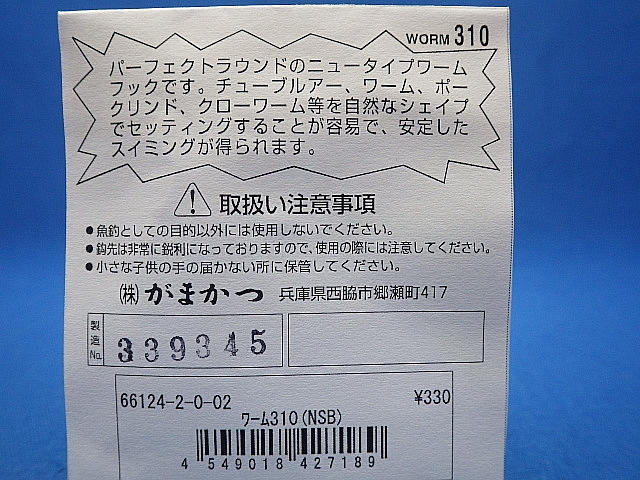 WORM 310
パーフェクトラウンドのニュータイプワーム
フックです。チューブルアー、ワーム、ポー
クリンド、クローワーム等を自然なシェイプ
でセッティングすることが容易で、安定した
スイミングが得られます。
取扱い注意事項
●魚釣としての目的以外には使用しないでください。
●鈎先は非常に鋭利になっておりますので、使用の際には注意してください。
●小さな子供の手の届かない所に保管してください。
(株) がまかつ 兵庫県西脇市郷瀬町417
製造No. 339345
66124-2-0-02 ¥330
ワーム310(NSB)
4 549018 427189